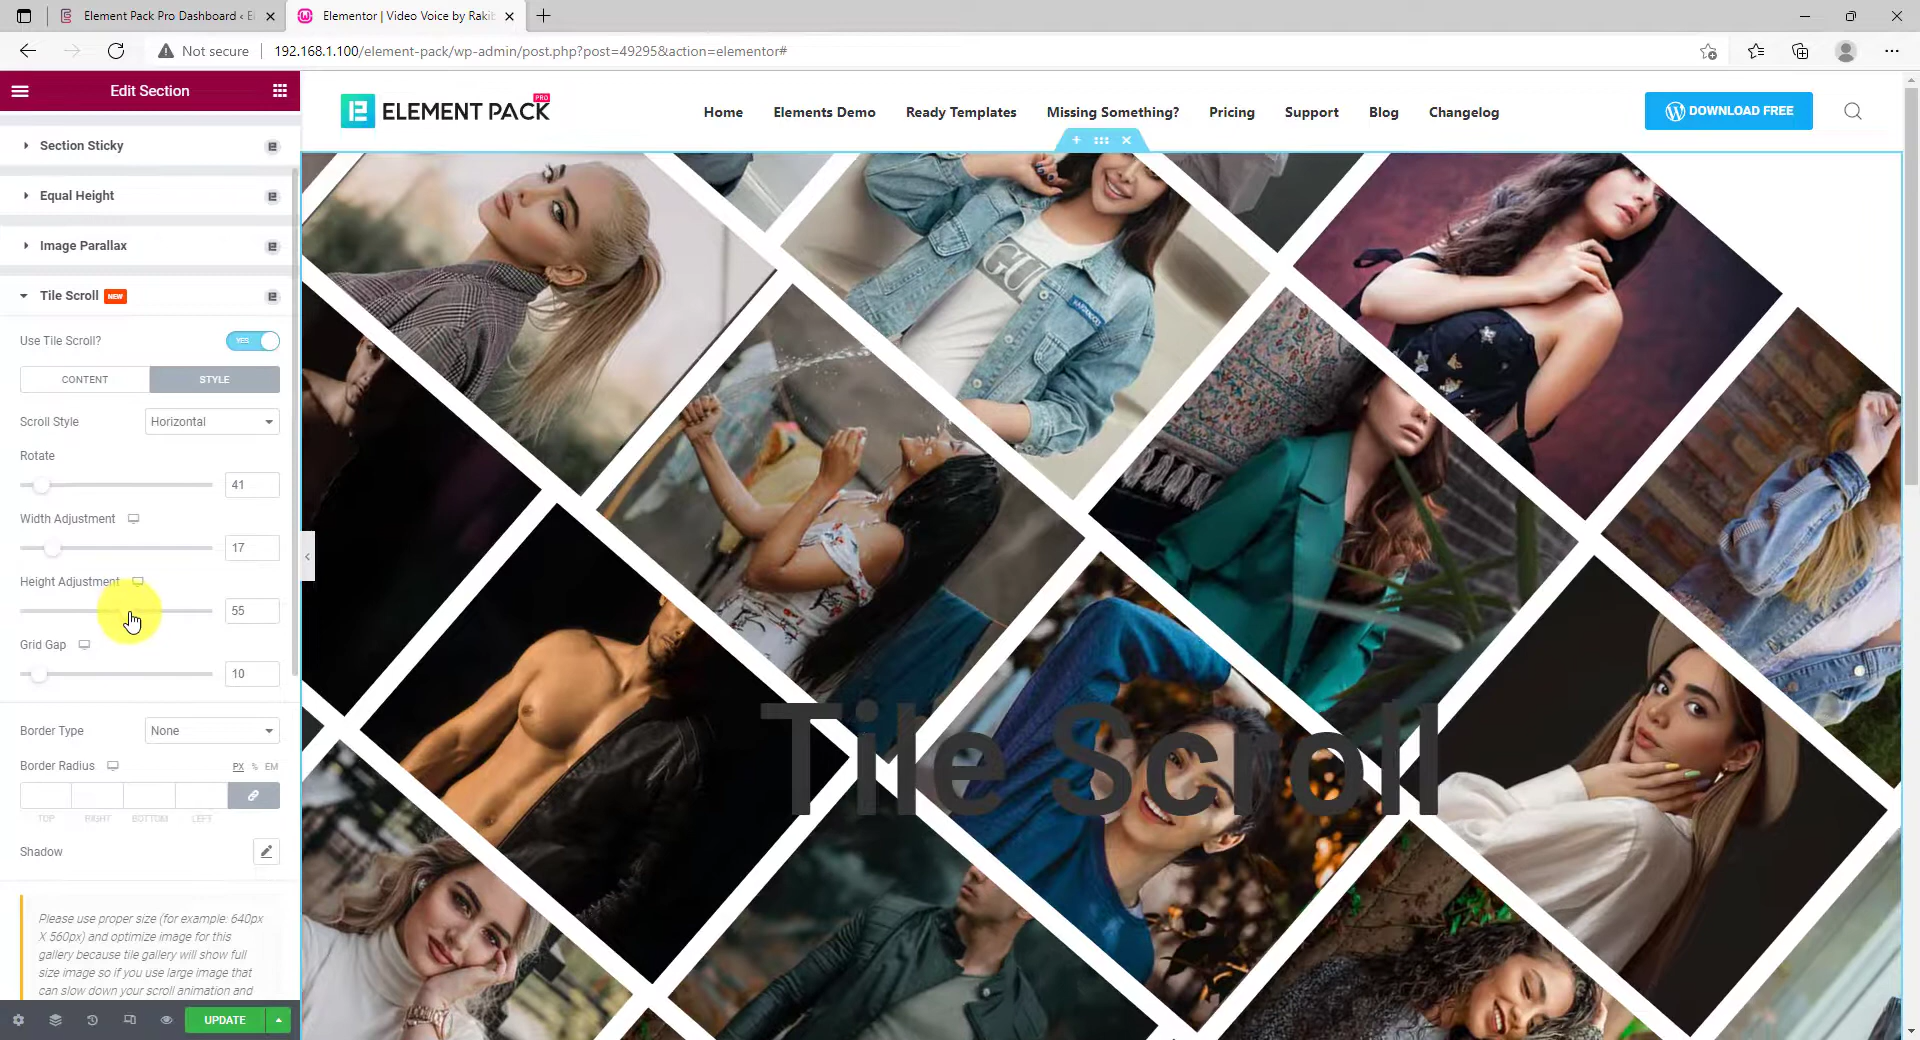 Element Pack Pro Dashboard ‹ El
Elementor | Video Voice by Rakib
Not secure
192.168.1.100/element-pack/wp-admin/post.php?post=49295&action=elementor#
Edit Section
ELEMENT PACK PRO
Home
Elements Demo
Ready Templates
Missing Something?
Pricing
Support
Blog
Changelog
DOWNLOAD FREE
Section Sticky
Equal Height
Image Parallax
Tile Scroll NEW
Use Tile Scroll? YES
CONTENT STYLE
Scroll Style Horizontal
Rotate
41
Width Adjustment
17
Height Adjustment
55
Grid Gap
10
Border Type None
Border Radius PX % EM
TOP RIGHT BOTTOM LEFT
Shadow
Please use proper size (for example: 640px
X 560px) and optimize image for this
gallery because tile gallery will show full
size image so if you use large image that
can slow down your scroll animation and
UPDATE
GU
Tile Scroll